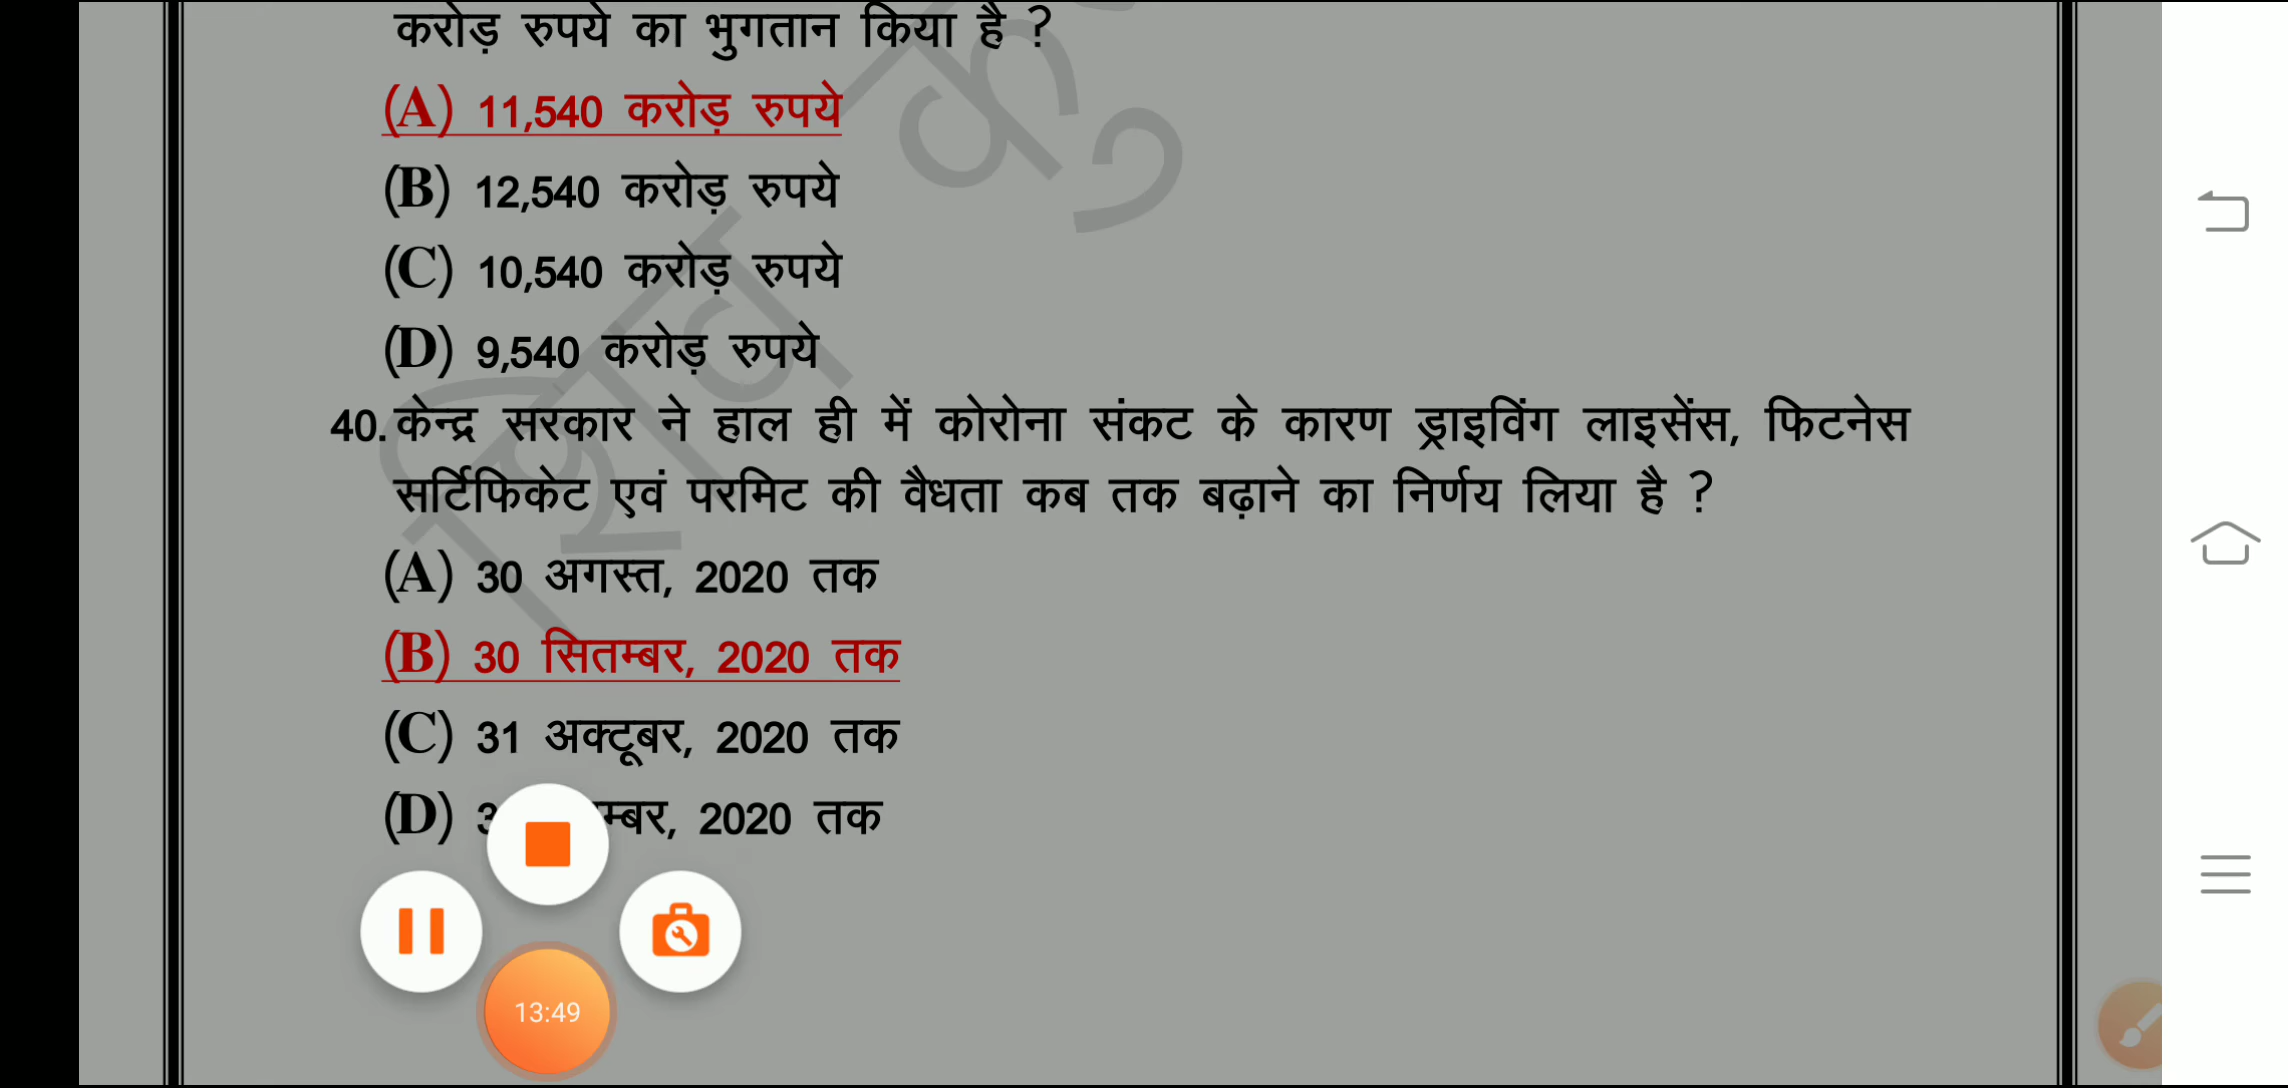 करोड़ रुपये का भुगतान किया है ?
(A) 11,540 करोड़ रुपये
(B) 12,540 करोड़ रुपये
(C) 10,540 करोड़ रुपये
(D) 9,540 करोड़ रुपये
40. केन्द्र सरकार ने हाल ही में कोरोना संकट के कारण ड्राइविंग लाइसेंस, फिटनेस
सर्टिफिकेट एवं परमिट की वैधता कब तक बढ़ाने का निर्णय लिया है ?
(A) 30 अगस्त, 2020 तक
(B) 30 सितम्बर, 2020 तक
(C) 31 अक्टूबर, 2020 तक
(D) 2020 तक
13:49
शिव